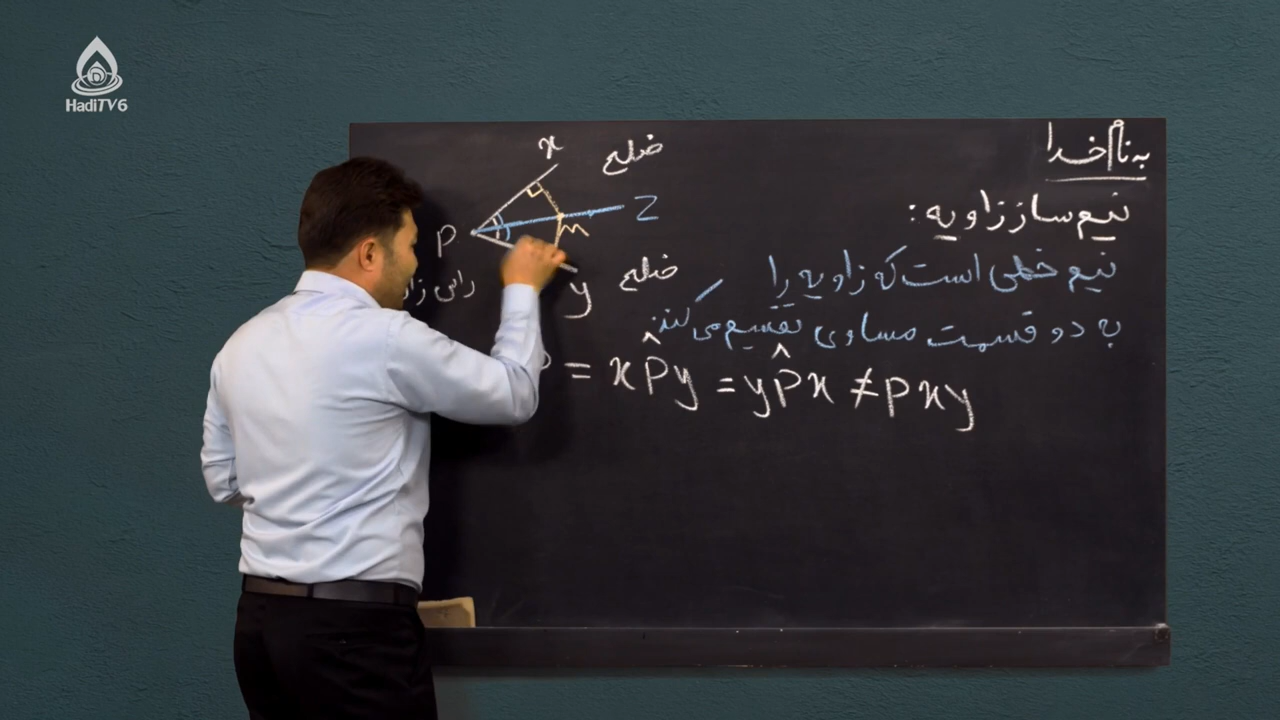 HadiTV6
به نام خدا
نیم‌ساز زاویه:
نیم خطی است که زاویه را
به دو قسمت مساوی تقسیم می‌کند.
= xP̂y = yP̂x ≠ pxy
x ضلع
Z
P
m
ضلع
y
راس